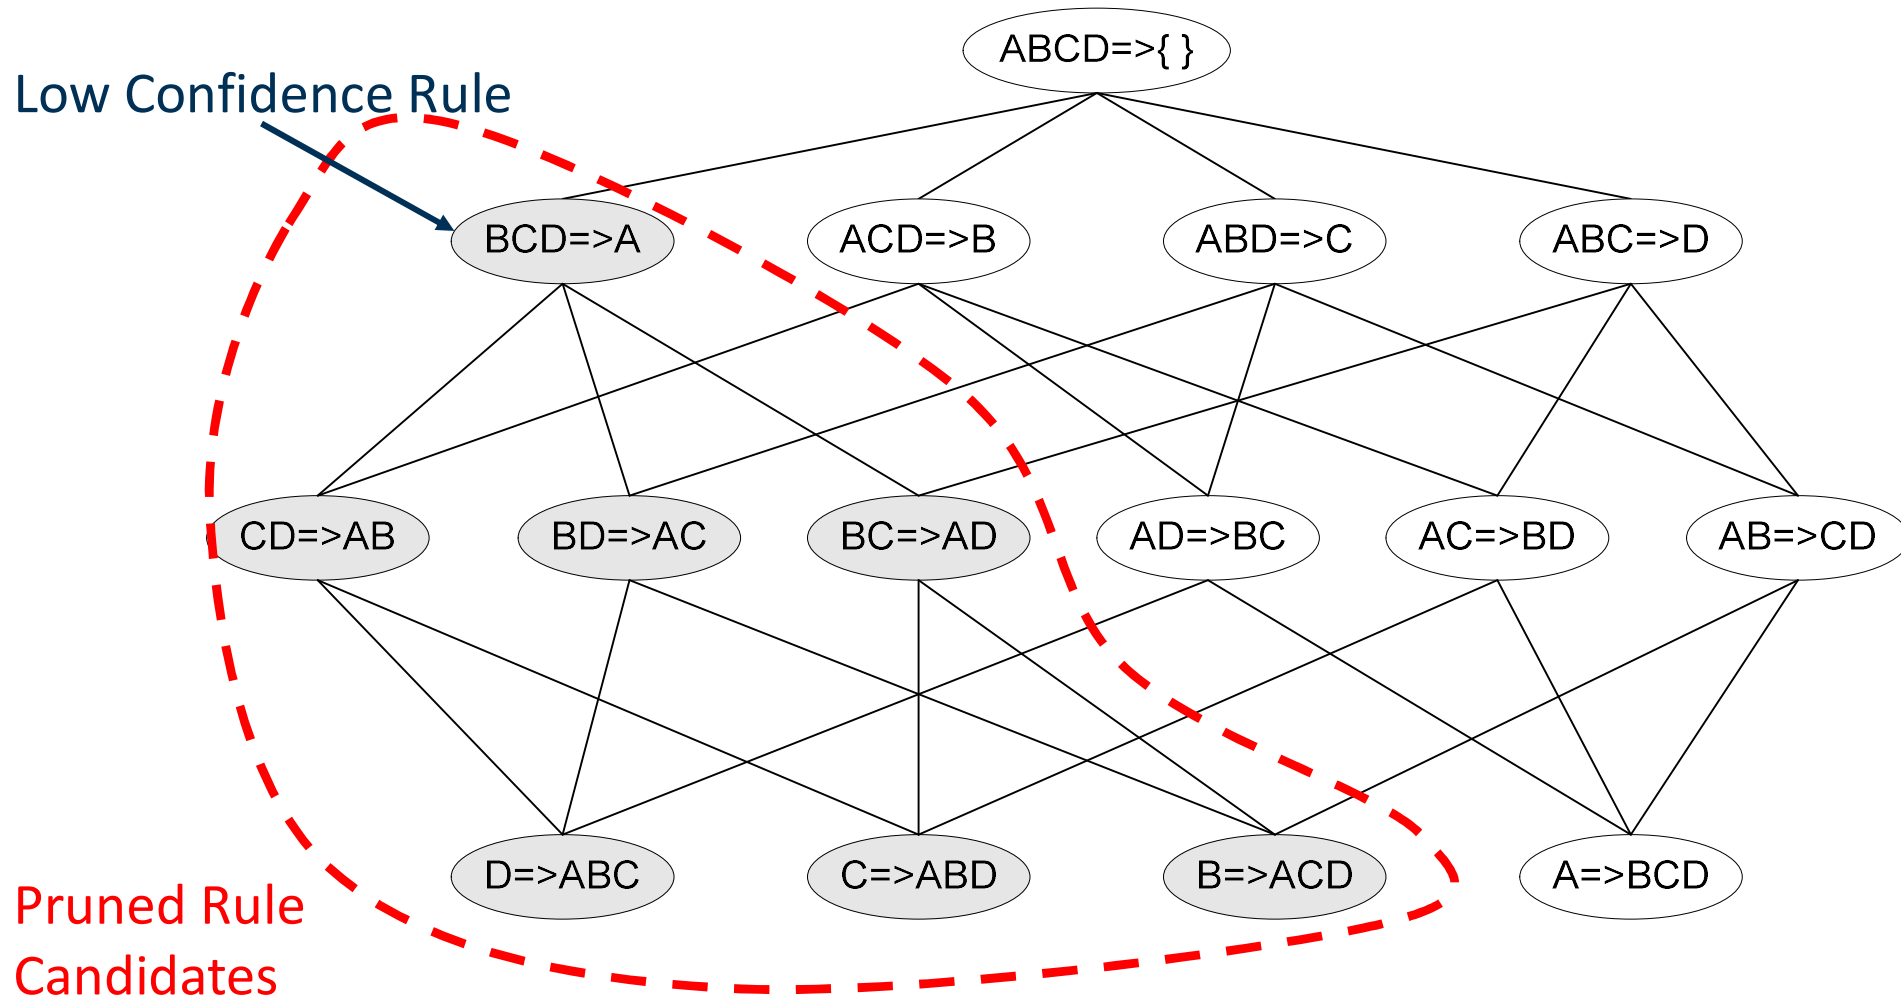 ABCD=>{ }
Low Confidence Rule
BCD=>A
ACD=>B
ABD=>C
ABC=>D
CD=>AB
BD=>AC
BC=>AD
AD=>BC
AC=>BD
AB=>CD
D=>ABC
C=>ABD
B=>ACD
A=>BCD
Pruned Rule
Candidates